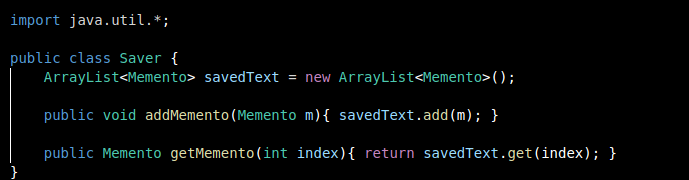 import java.util.*;
public class Saver {
ArrayList<Memento> savedText = new ArrayList<Memento>();
public void addMemento(Memento m){ savedText.add(m); }
public Memento getMemento(int index){ return savedText.get(index); }
}